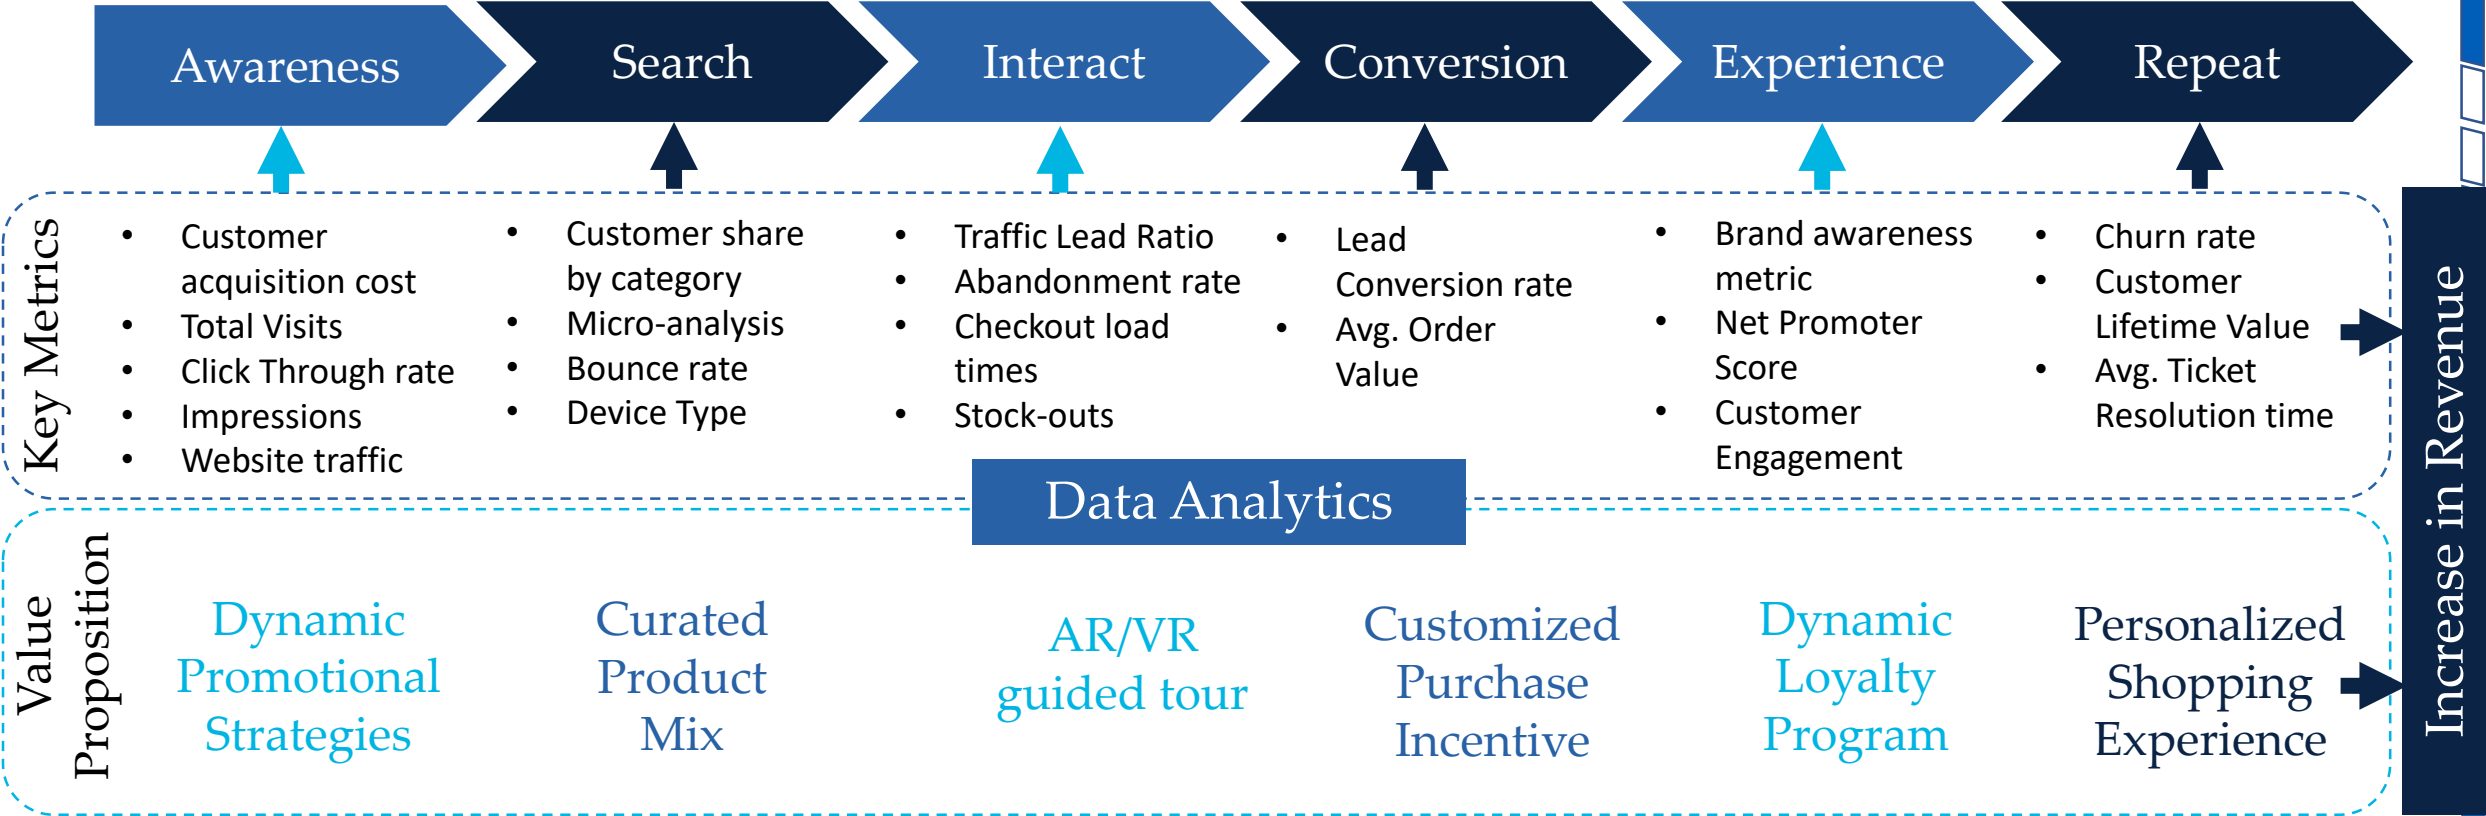 Awareness
Search
Interact
Conversion
Experience
Repeat
Key Metrics
• Customer
acquisition cost
• Total Visits
• Click Through rate
• Impressions
• Website traffic
• Customer share
by category
• Micro-analysis
• Bounce rate
• Device Type
• Traffic Lead Ratio
• Abandonment rate
• Checkout load
times
• Stock-outs
• Lead
Conversion rate
• Avg. Order
Value
• Brand awareness
metric
• Net Promoter
Score
• Customer
Engagement
• Churn rate
• Customer
Lifetime Value
• Avg. Ticket
Resolution time
Data Analytics
Value
Proposition
Dynamic
Promotional
Strategies
Curated
Product
Mix
AR/VR
guided tour
Customized
Purchase
Incentive
Dynamic
Loyalty
Program
Personalized
Shopping
Experience
Increase in Revenue